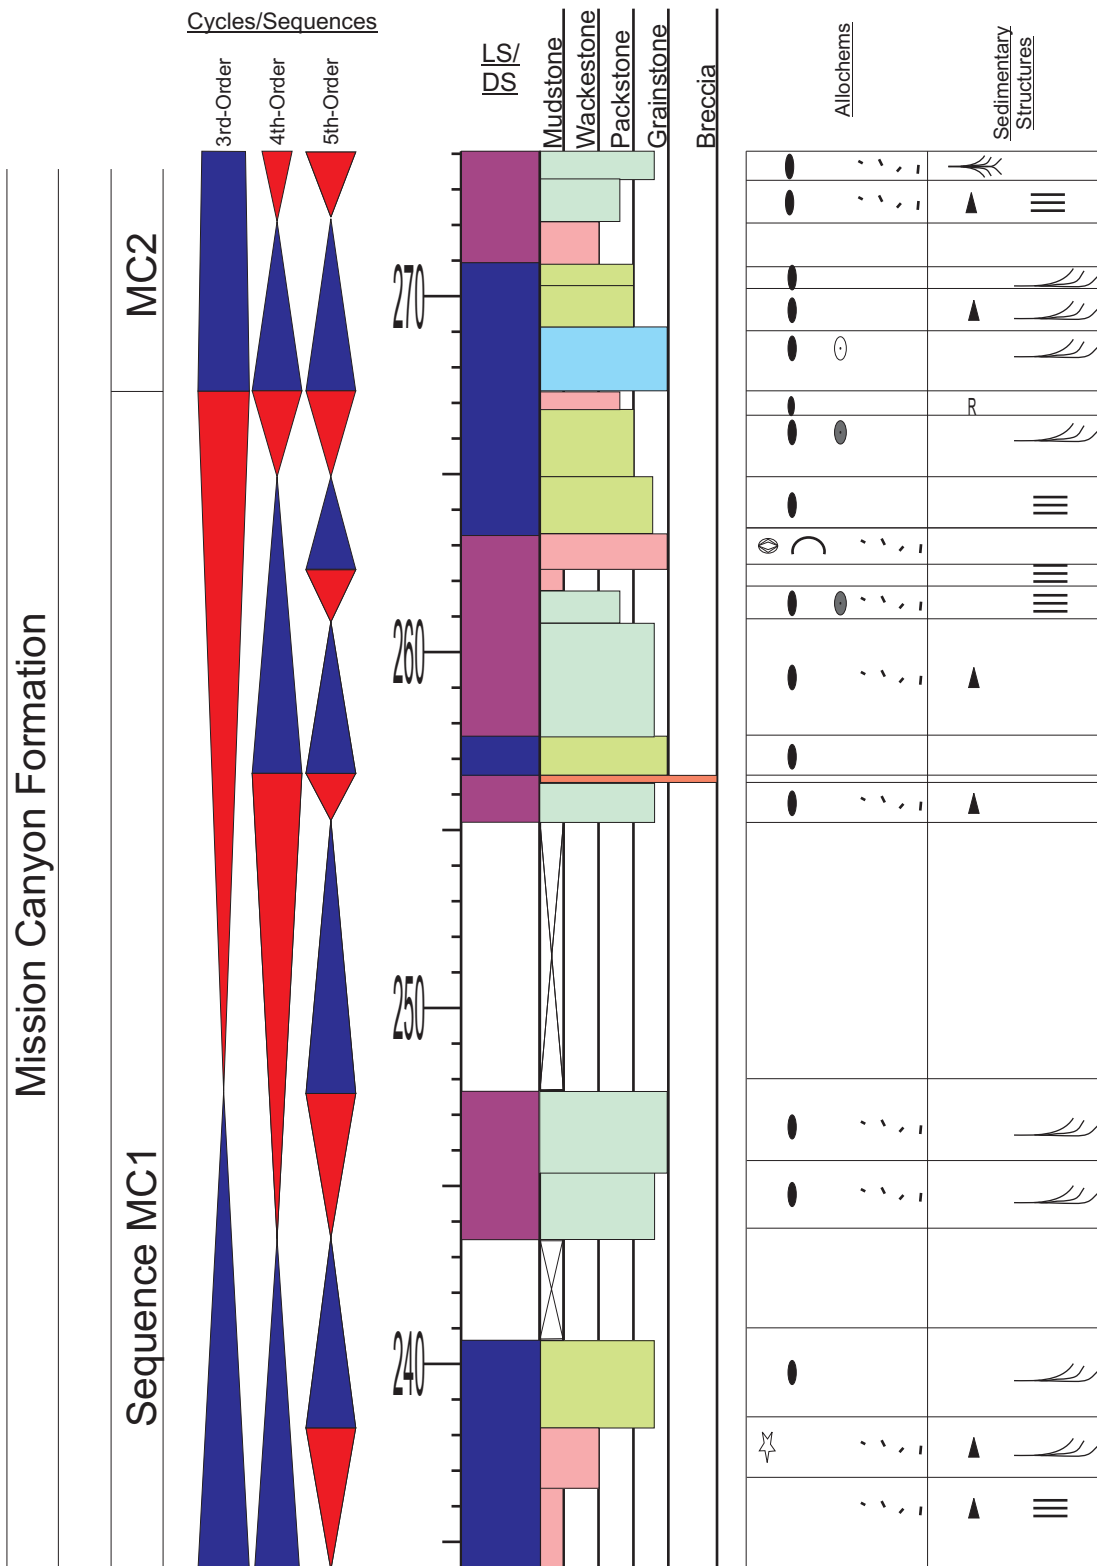 Cycles/Sequences
3rd-Order
4th-Order
5th-Order
LS/
DS
Mudstone
Wackestone
Packstone
Grainstone
Breccia
Allochems
Sedimentary
Structures
Mission Canyon Formation
MC2
Sequence MC1
270
260
250
240
R